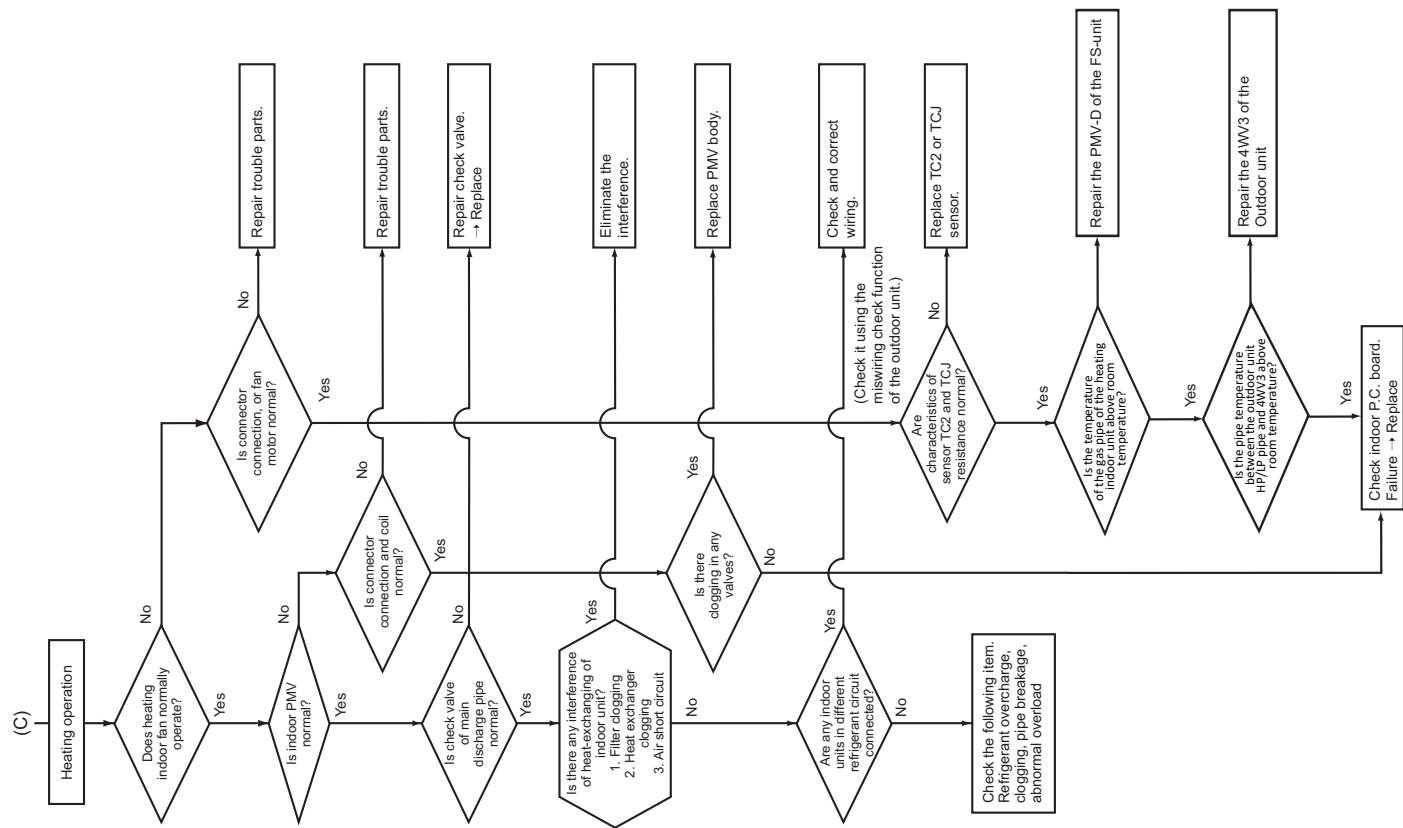 (C)
Heating operation
Does heating
indoor fan normally
operate?
No
Yes
Is connector
connection, or fan
motor normal?
No
Yes
Repair trouble parts.
Is indoor PMV
normal?
No
Yes
Is connector
connection and coil
normal?
No
Yes
Repair trouble parts.
Is check valve
of main
discharge pipe
normal?
No
Yes
Repair check valve.
→ Replace
Is there any interference
of heat-exchanging of
indoor unit?
1. Filter clogging
2. Heat exchanger
clogging
3. Air short circuit
Yes
No
Eliminate the
interference.
Is there
clogging in any
valves?
Yes
No
Replace PMV body.
Are any indoor
units in different
refrigerant circuit
connected?
Yes
No
Check and correct
wiring.
(Check it using the
miswiring check function
of the outdoor unit.)
Are
characteristics of
sensor TC2 and TCJ
resistance normal?
No
Yes
Replace TC2 or TCJ
sensor.
Check the following item.
Refrigerant overcharge,
clogging, pipe breakage,
abnormal overload
Is the temperature
of the gas pipe of the heating
indoor unit above room
temperature?
Yes
Repair the PMV-D of the FS-unit
Is the pipe temperature
between the outdoor unit
HP/LP pipe and 4WV3 above
room temperature?
Yes
Repair the 4WV3 of the
Outdoor unit
Check indoor P.C. board.
Failure → Replace